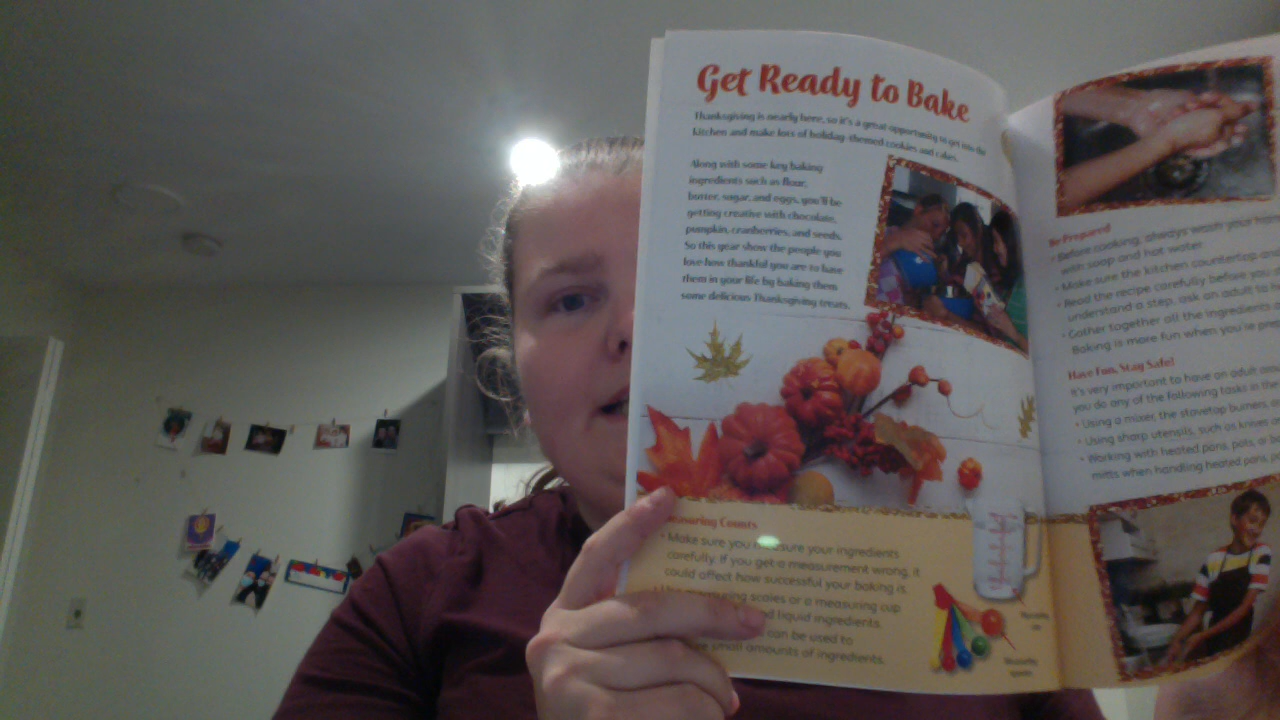 Get Ready to Bake
Thanksgiving is nearly here, so it's a great opportunity to get into the
kitchen and make lots of holiday-themed cookies and cakes.
Along with some key baking
ingredients such as flour,
butter, sugar, and eggs, you'll be
getting creative with chocolate,
pumpkin, cranberries, and seeds.
So this year show the people you
love how thankful you are to have
them in your life by baking them
some delicious Thanksgiving treats.
Counts
• Make sure you measure your ingredients
carefully. If you get a measurement wrong, it
could affect how successful your baking is.
measuring scales or a measuring cup
liquid ingredients.
can be used to
small amounts of ingredients.
Measuring
spoons
Be Prepared
• Before cooking, always wash your
with soap and hot water.
• Make sure the kitchen countertop
• Read the recipe carefully before you
understand a step, ask an adult to
• Gather together all the ingredients
Baking is more fun when you're
Have Fun, Stay Safe!
It's very important to have an adult
you do any of the following tasks in the
• Using a mixer, the stovetop burners,
• Using sharp utensils, such as knives
• Working with heated pans, pots, or
mitts when handling heated pans,